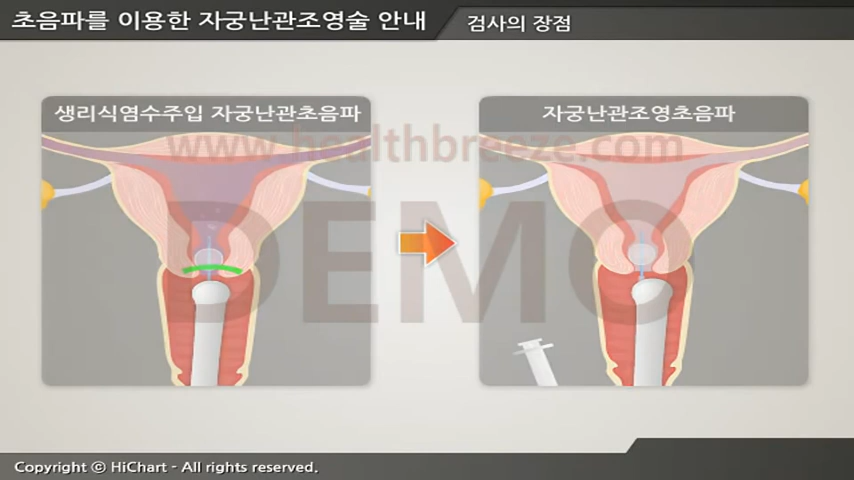 초음파를 이용한 자궁난관조영술 안내
검사의 장점
생리식염수주입 자궁난관초음파
자궁난관조영초음파
www.healthbreeze.com
DEMO
Copyright ⓒ HiChart - All rights reserved.